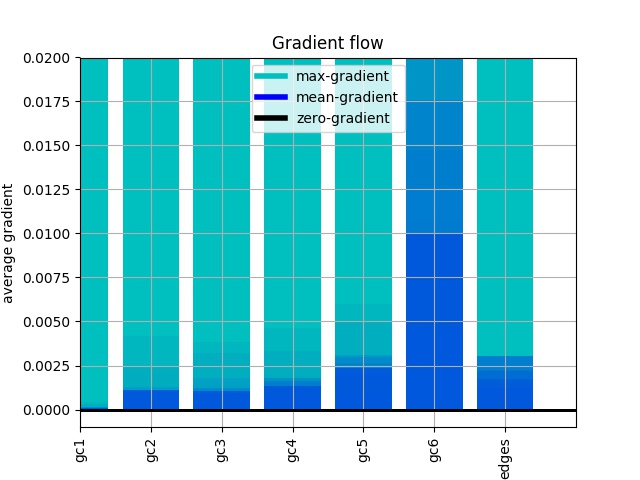 Gradient flow
max-gradient
mean-gradient
zero-gradient
average gradient
0.0200
0.0175
0.0150
0.0125
0.0100
0.0075
0.0050
0.0025
0.0000
gc1
gc2
gc3
gc4
gc5
gc6
edges